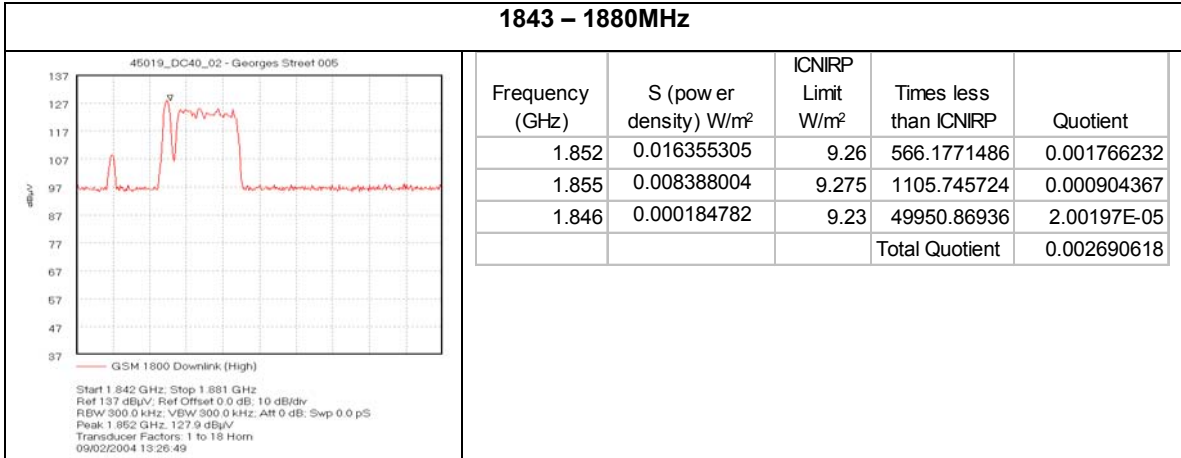 1843 – 1880MHz
45019_DC40_02 - Georges Street 005
137
127
117
107
97
87
77
67
57
47
37
dBµV
GSM 1800 Downlink (High)
Start 1.842 GHz; Stop 1.881 GHz
Ref 137 dBµV; Ref Offset 0.0 dB; 10 dB/div
RBW 300.0 kHz; VBW 300.0 kHz; Att 0 dB; Swp 0.0 pS
Peak 1.852 GHz, 127.9 dBµV
Transducer Factors: 1 to 18 Horn
09/02/2004 13:26:49
Frequency (GHz) S (pow er density) W/m² ICNIRP Limit W/m² Times less than ICNIRP Quotient
1.852 0.016355305 9.26 566.1771486 0.001766232
1.855 0.008388004 9.275 1105.745724 0.000904367
1.846 0.000184782 9.23 49950.86936 2.00197E-05
Total Quotient 0.002690618